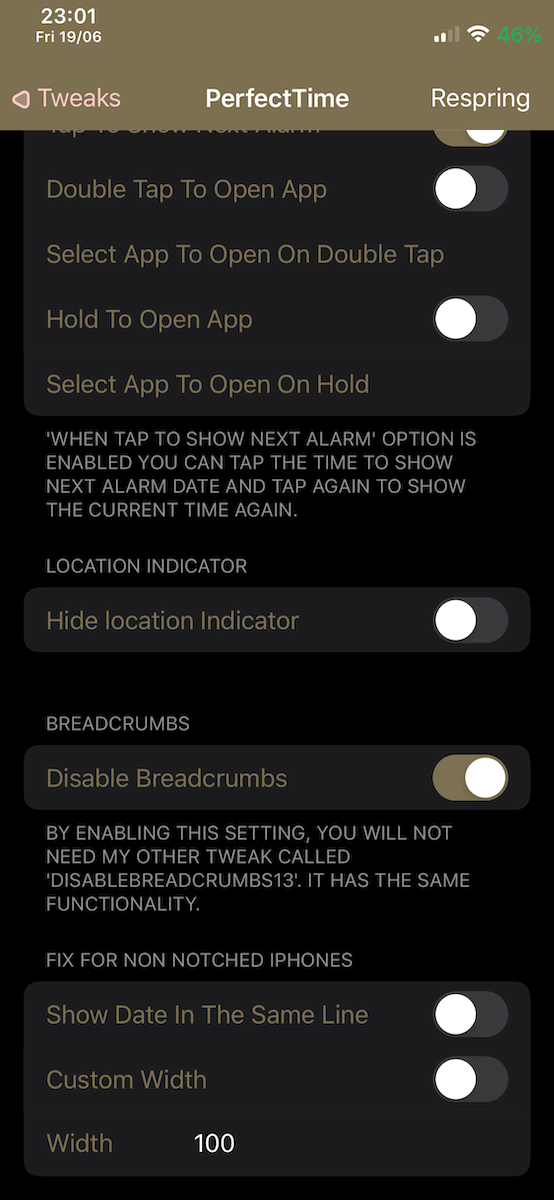 23:01
Fri 19/06
46%
Tweaks
PerfectTime
Respring
Tap To Show Next Alarm
Double Tap To Open App
Select App To Open On Double Tap
Hold To Open App
Select App To Open On Hold
'WHEN TAP TO SHOW NEXT ALARM' OPTION IS
ENABLED YOU CAN TAP THE TIME TO SHOW
NEXT ALARM DATE AND TAP AGAIN TO SHOW
THE CURRENT TIME AGAIN.
LOCATION INDICATOR
Hide location Indicator
BREADCRUMBS
Disable Breadcrumbs
BY ENABLING THIS SETTING, YOU WILL NOT
NEED MY OTHER TWEAK CALLED
'DISABLEBREADCRUMBS13'. IT HAS THE SAME
FUNCTIONALITY.
FIX FOR NON NOTCHED IPHONES
Show Date In The Same Line
Custom Width
Width 100